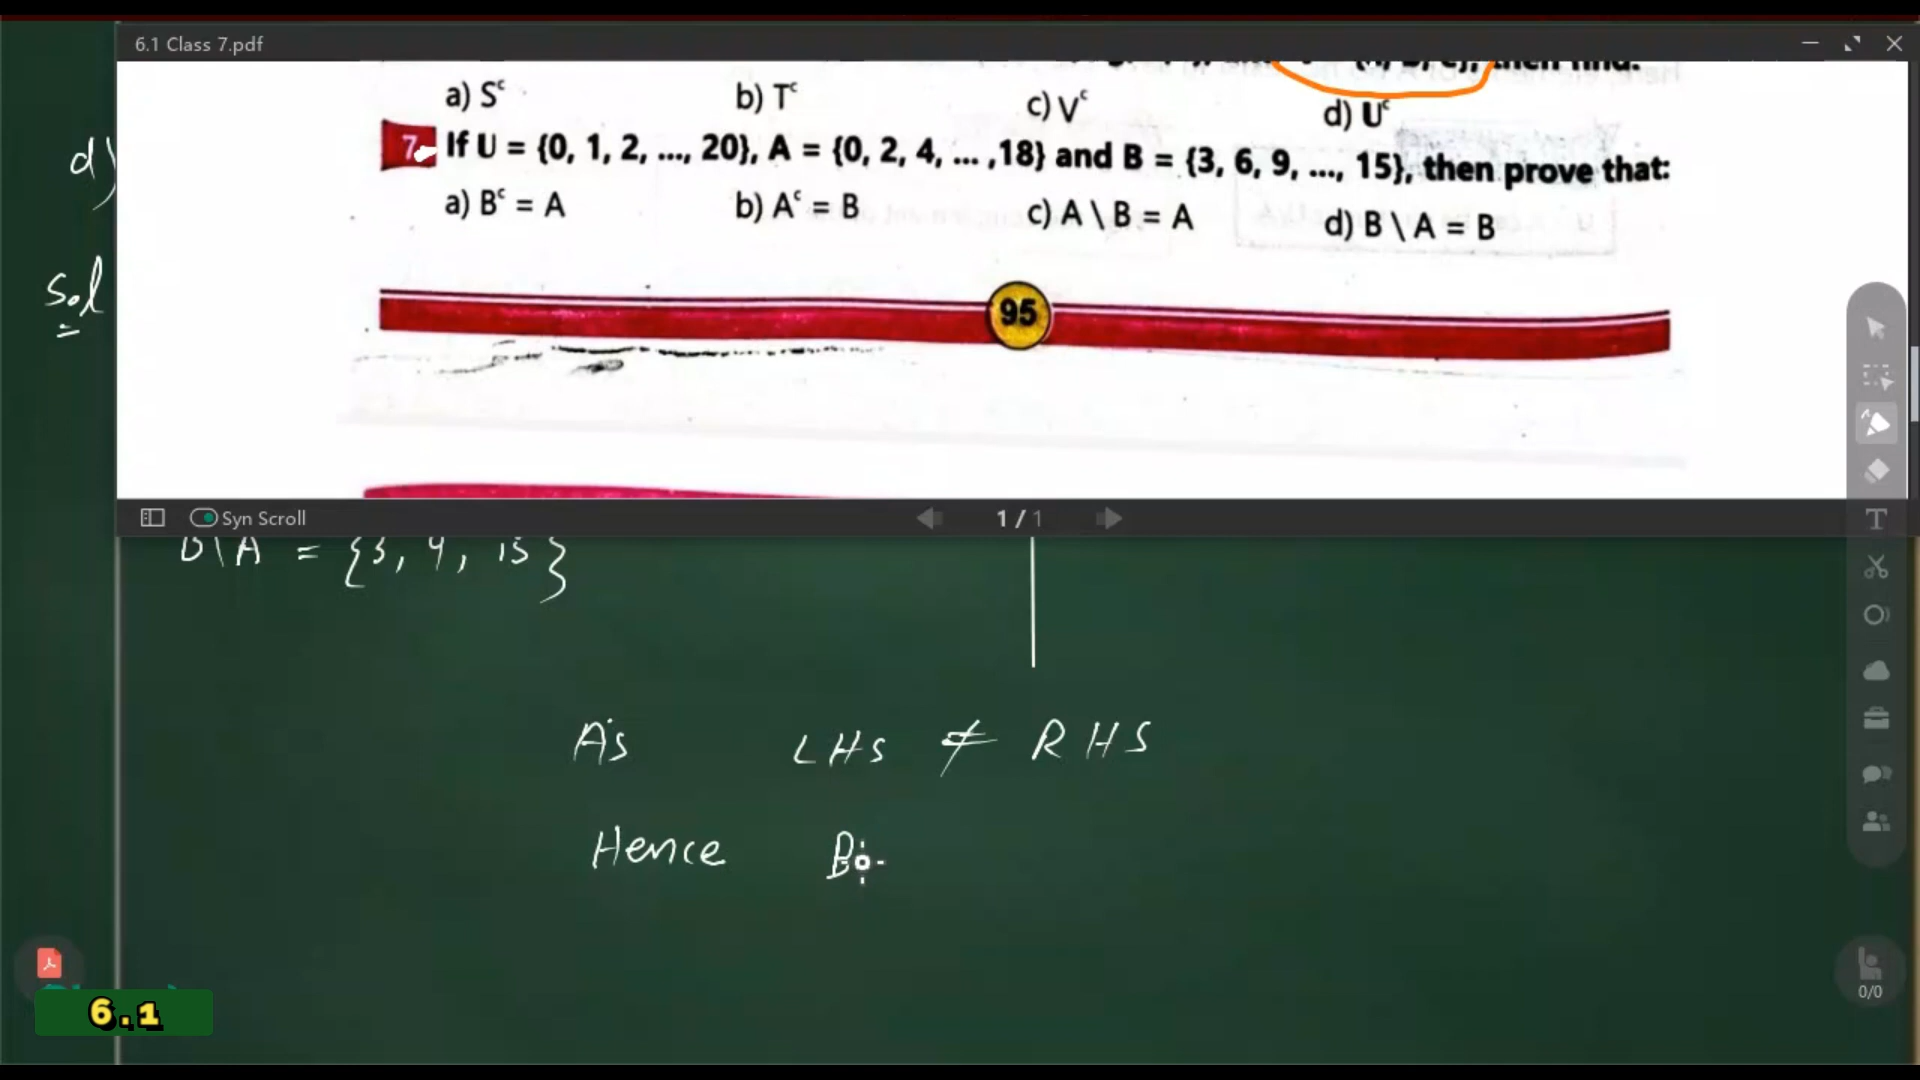 6.1 Class 7.pdf
then find:
a) Sᶜ b) Tᶜ c) Vᶜ d) Uᶜ
7. If U = {0, 1, 2, ..., 20}, A = {0, 2, 4, ... ,18} and B = {3, 6, 9, ..., 15}, then prove that:
a) Bᶜ = A b) Aᶜ = B c) A \ B = A d) B \ A = B
95
Syn Scroll
1 / 1
d)
Sol
B \ A = {3, 9, 15}
As LHS ≠ RHS
Hence B
6.1
0/0